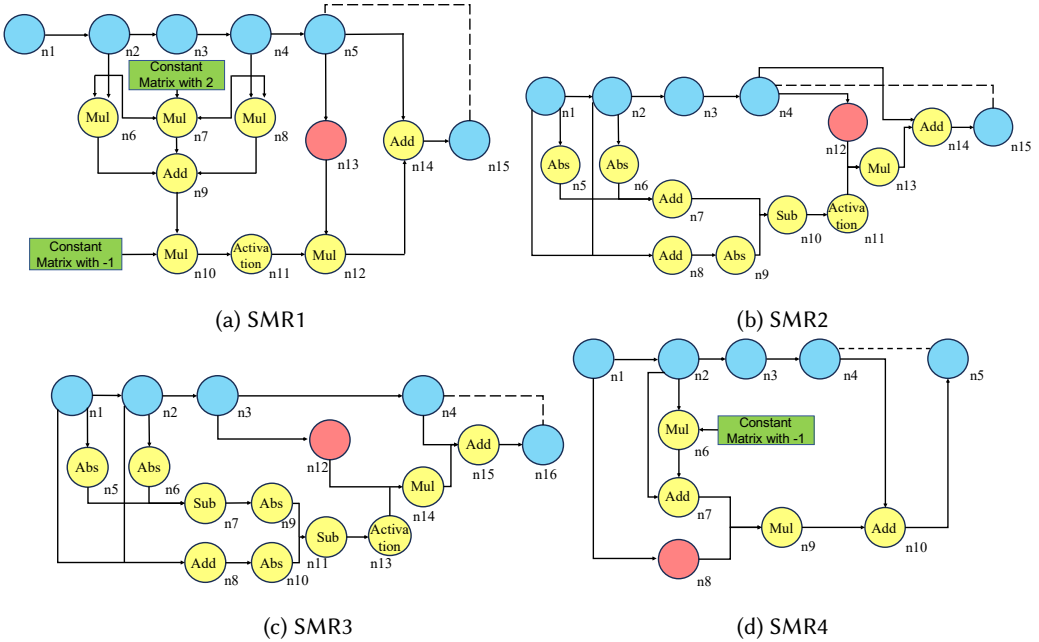 n1
n2
n3
n4
n5
Constant
Matrix with 2
Mul
n6
Mul
n7
Mul
n8
n13
Add
n14
n15
Add
n9
Constant
Matrix with -1
Mul
n10
Activa
tion
n11
Mul
n12
(a) SMR1
n1
n2
n3
n4
n12
Add
n14
n15
Abs
n5
Abs
n6
Mul
n13
Add
n7
Sub
n10
Activa
tion
n11
Add
n8
Abs
n9
(b) SMR2
n1
n2
n3
n4
n12
Add
n15
n16
Abs
n5
Abs
n6
Mul
n14
Sub
n7
Abs
n9
Sub
n11
Activa
tion
n13
Add
n8
Abs
n10
(c) SMR3
n1
n2
n3
n4
n5
Mul
n6
Constant
Matrix with -1
Add
n7
Mul
n9
Add
n10
n8
(d) SMR4